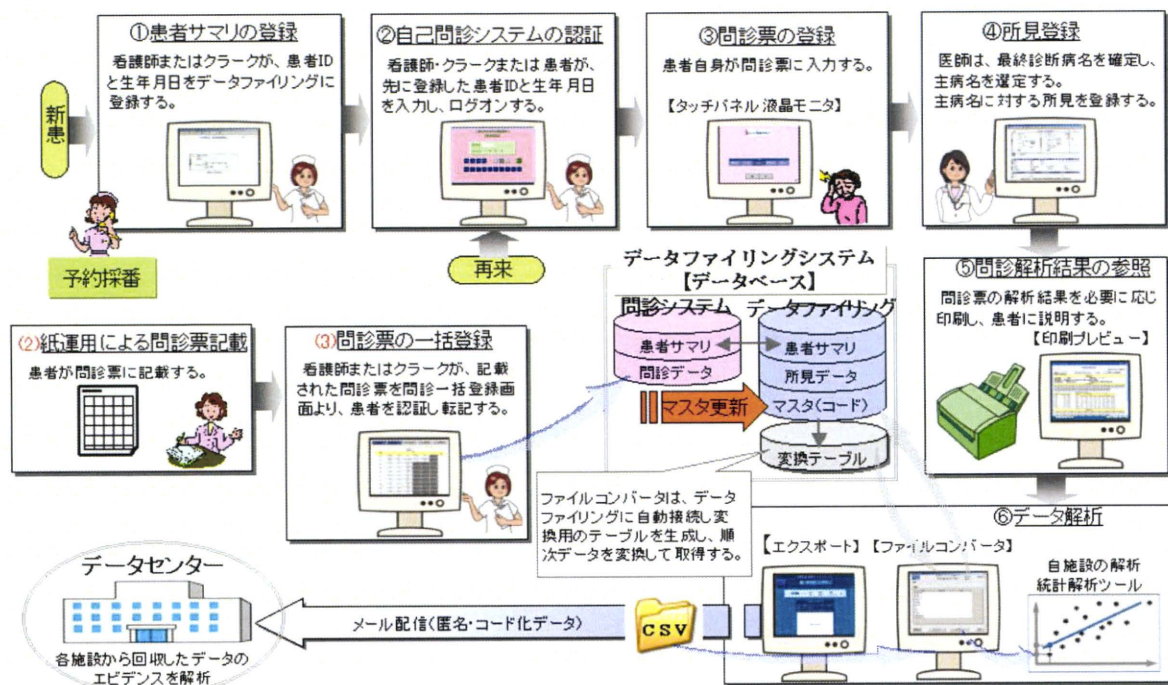 ①患者サマリの登録
看護師またはクラークが、患者ID
と生年月日をデータファイリングに
登録する。
新患
予約採番
②自己問診システムの認証
看護師・クラークまたは患者が、
先に登録した患者IDと生年月日
を入力し、ログオンする。
再来
③問診票の登録
患者自身が問診票に入力する。
【タッチパネル液晶モニタ】
④所見登録
医師は、最終診断病名を確定し、
主病名を選定する。
主病名に対する所見を登録する。
⑤問診解析結果の参照
問診票の解析結果を必要に応じ
印刷し、患者に説明する。
【印刷プレビュー】
(2)紙運用による問診票記載
患者が問診票に記載する。
(3)問診票の一括登録
看護師またはクラークが、記載
された問診票を問診一括登録画
面より、患者を認証し転記する。
データファイリングシステム
【データベース】
問診システム
データファイリング
患者サマリ
問診データ
患者サマリ
所見データ
マスタ(コード)
マスタ更新
変換テーブル
ファイルコンバータは、データ
ファイリングに自動接続し変
換用のテーブルを生成し、順
次データを変換して取得する。
⑥データ解析
【エクスポート】
【ファイルコンバータ】
自施設の解析
統計解析ツール
CSV
メール配信(匿名・コード化データ)
データセンター
各施設から回収したデータの
エビデンスを解析